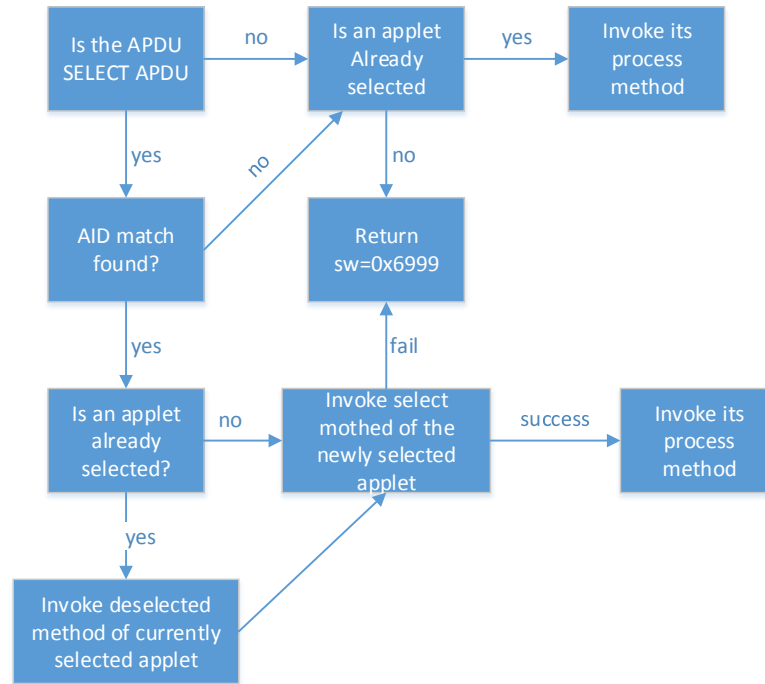 Is the APDU
SELECT APDU
no
Is an applet
Already
selected
yes
Invoke its
process
method
yes
no
no
AID match
found?
Return
sw=0x6999
yes
fail
Is an applet
already
selected?
no
Invoke select
mothed of the
newly selected
applet
success
Invoke its
process
method
yes
Invoke deselected
method of currently
selected applet